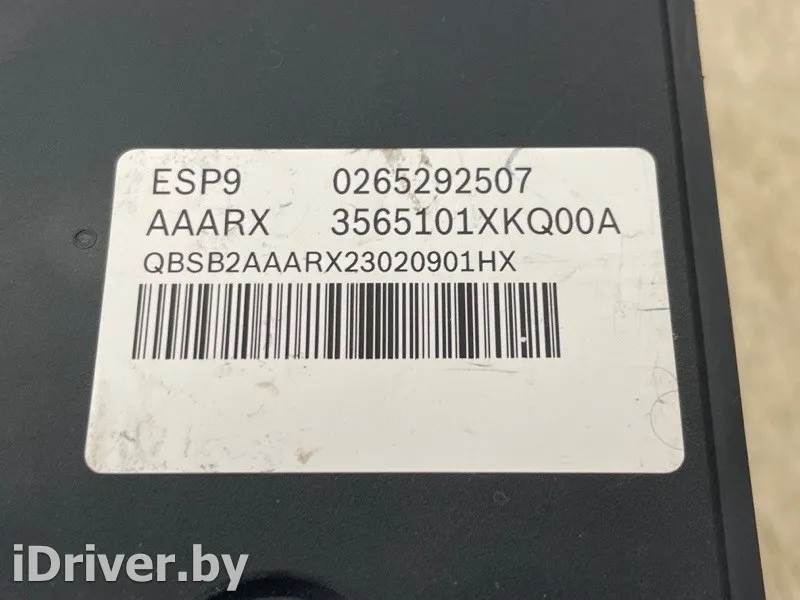 ESP9 0265292507
AAARX 3565101XKQ00A
QBSB2AAARX23020901HX
iDriver.by